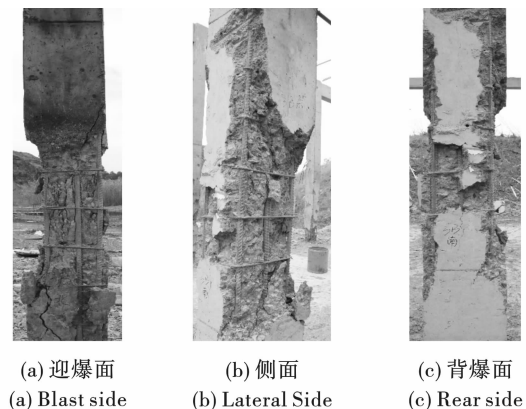 (a) 迎爆面
(b) 侧面
(c) 背爆面
(a) Blast side
(b) Lateral Side
(c) Rear side